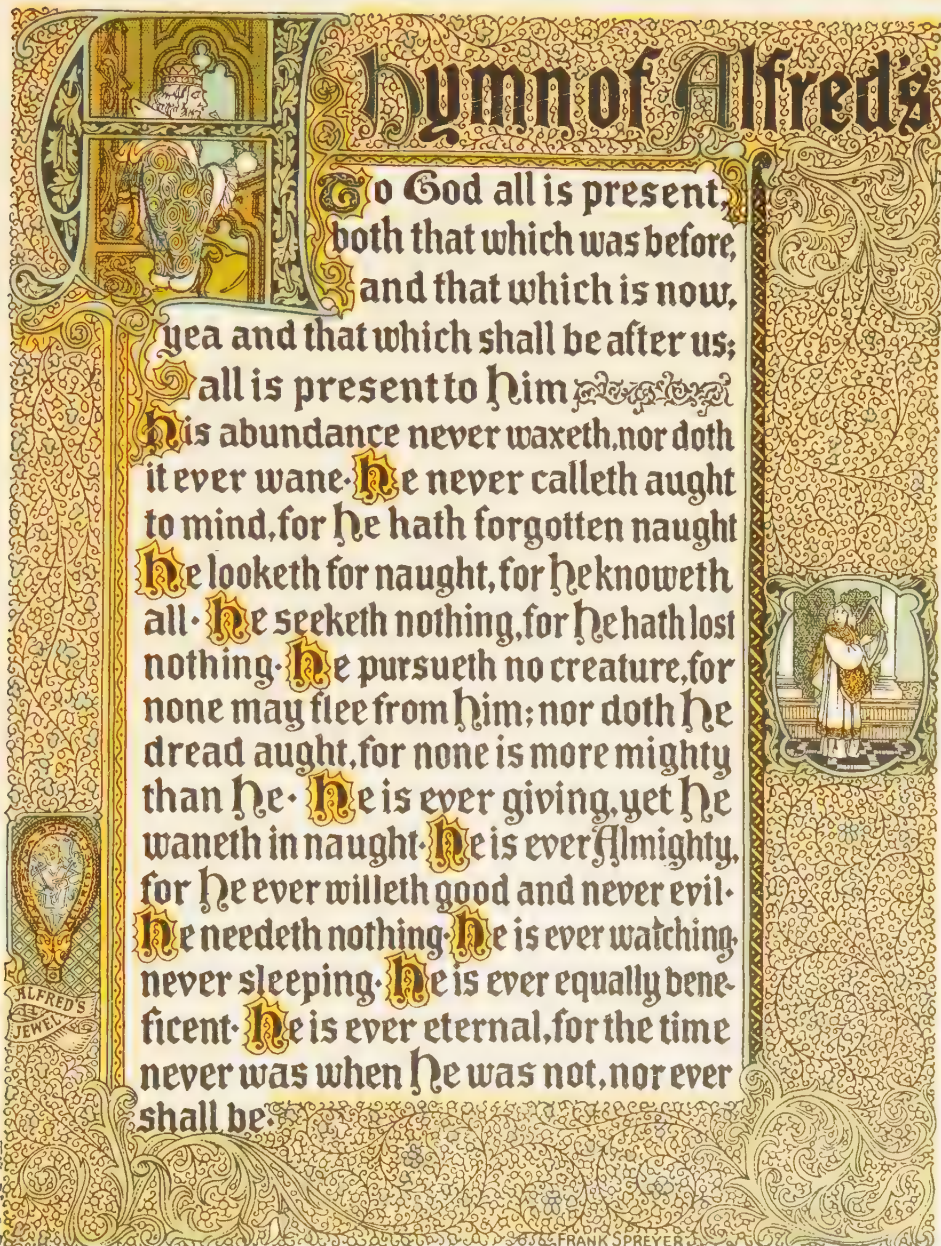 A Hymn of Alfred's
To God all is present,
both that which was before,
and that which is now,
yea and that which shall be after us;
all is present to him
His abundance never waxeth, nor doth
it ever wane· He never calleth aught
to mind, for he hath forgotten naught
He looketh for naught, for he knoweth
all· He seeketh nothing, for he hath lost
nothing· He pursueth no creature, for
none may flee from him; nor doth he
dread aught, for none is more mighty
than he· He is ever giving, yet he
waneth in naught· He is ever Almighty,
for he ever willeth good and never evil·
He needeth nothing· He is ever watching,
never sleeping· He is ever equally bene-
ficent· He is ever eternal, for the time
never was when he was not, nor ever
shall be·
ALFRED'S
JEWEL
FRANK SPREYER